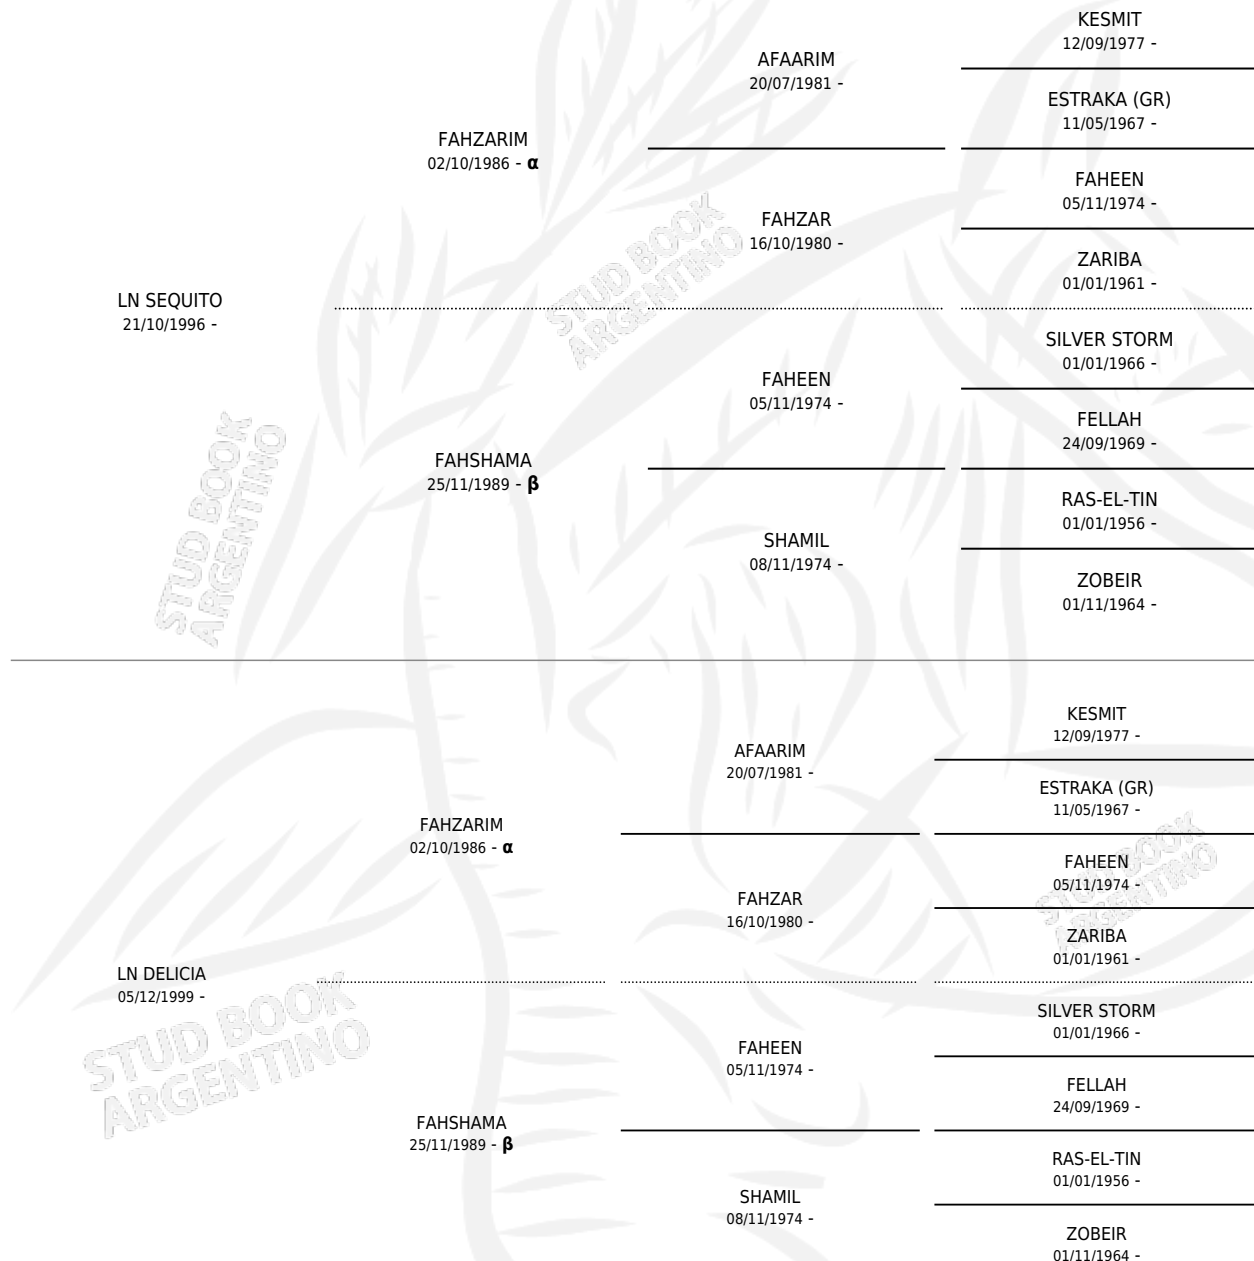 KESMIT
12/09/1977 -
AFAARIM
20/07/1981 -
ESTRAKA (GR)
11/05/1967 -
FAHZARIM
02/10/1986 - α
FAHEEN
05/11/1974 -
FAHZAR
16/10/1980 -
ZARIBA
01/01/1961 -
LN SEQUITO
21/10/1996 -
SILVER STORM
01/01/1966 -
FAHEEN
05/11/1974 -
FELLAH
24/09/1969 -
FAHSHAMA
25/11/1989 - β
RAS-EL-TIN
01/01/1956 -
SHAMIL
08/11/1974 -
ZOBEIR
01/11/1964 -
STUD BOOK
ARGENTINO
STUD BOOK
ARGENTINO
KESMIT
12/09/1977 -
AFAARIM
20/07/1981 -
ESTRAKA (GR)
11/05/1967 -
FAHZARIM
02/10/1986 - α
FAHEEN
05/11/1974 -
FAHZAR
16/10/1980 -
ZARIBA
01/01/1961 -
LN DELICIA
05/12/1999 -
SILVER STORM
01/01/1966 -
FAHEEN
05/11/1974 -
FELLAH
24/09/1969 -
FAHSHAMA
25/11/1989 - β
RAS-EL-TIN
01/01/1956 -
SHAMIL
08/11/1974 -
ZOBEIR
01/11/1964 -
STUD BOOK
ARGENTINO
STUD BOOK
ARGENTINO